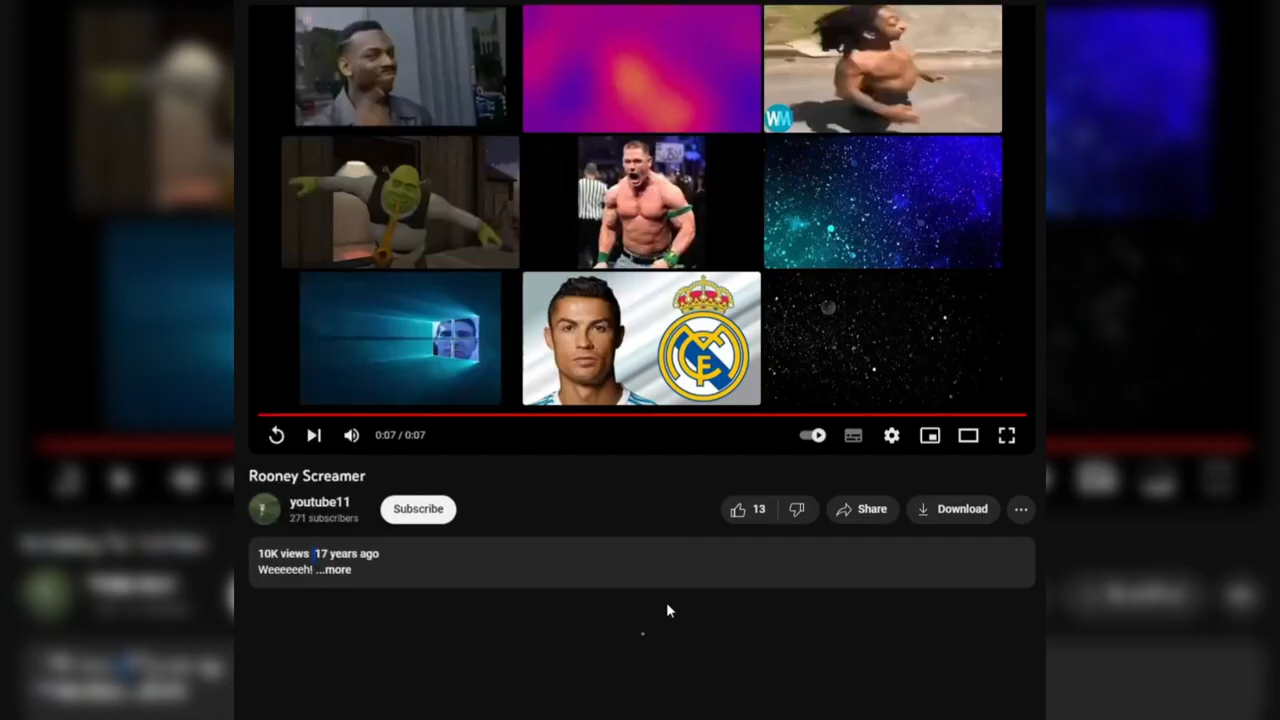 WM
0:07 / 0:07
Rooney Screamer
youtube11
271 subscribers
Subscribe
13
Share
Download
10K views 17 years ago
Weeeeeeh! ...more